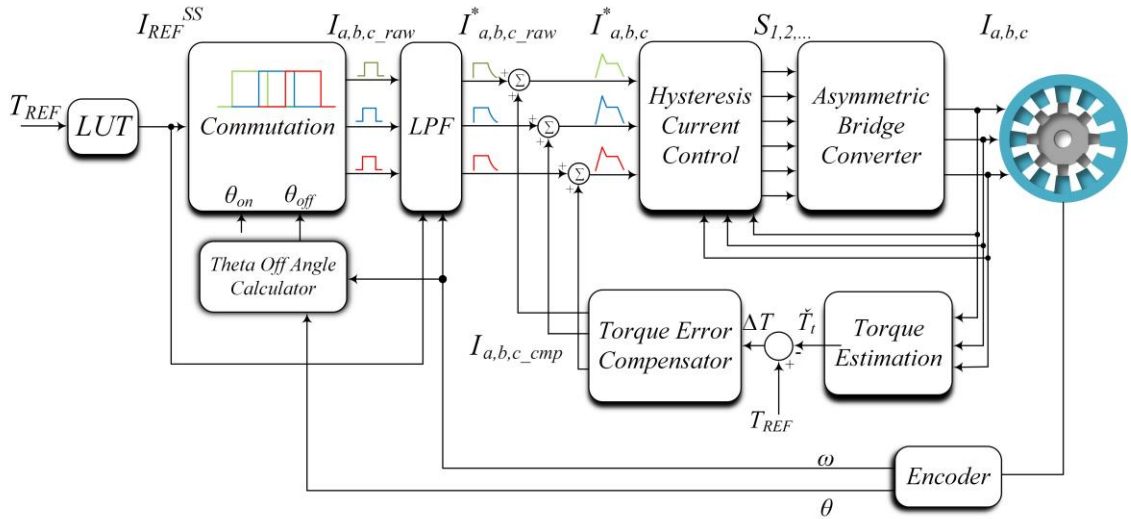 I_REF^SS
I_a,b,c_raw
I*_a,b,c_raw
I*_a,b,c
S_1,2,...
I_a,b,c
T_REF
LUT
Commutation
θ_on
θ_off
LPF
+
Σ
+
+
Σ
+
+
Σ
+
Hysteresis
Current
Control
Asymmetric
Bridge
Converter
Theta Off Angle
Calculator
I_a,b,c_cmp
Torque Error
Compensator
ΔT
Ť_t
-
+
T_REF
Torque
Estimation
ω
θ
Encoder